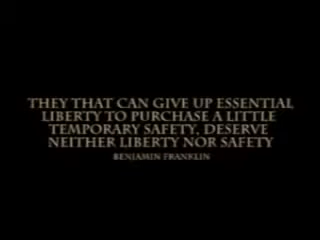 THEY THAT CAN GIVE UP ESSENTIAL
LIBERTY TO PURCHASE A LITTLE
TEMPORARY SAFETY, DESERVE
NEITHER LIBERTY NOR SAFETY
BENJAMIN FRANKLIN